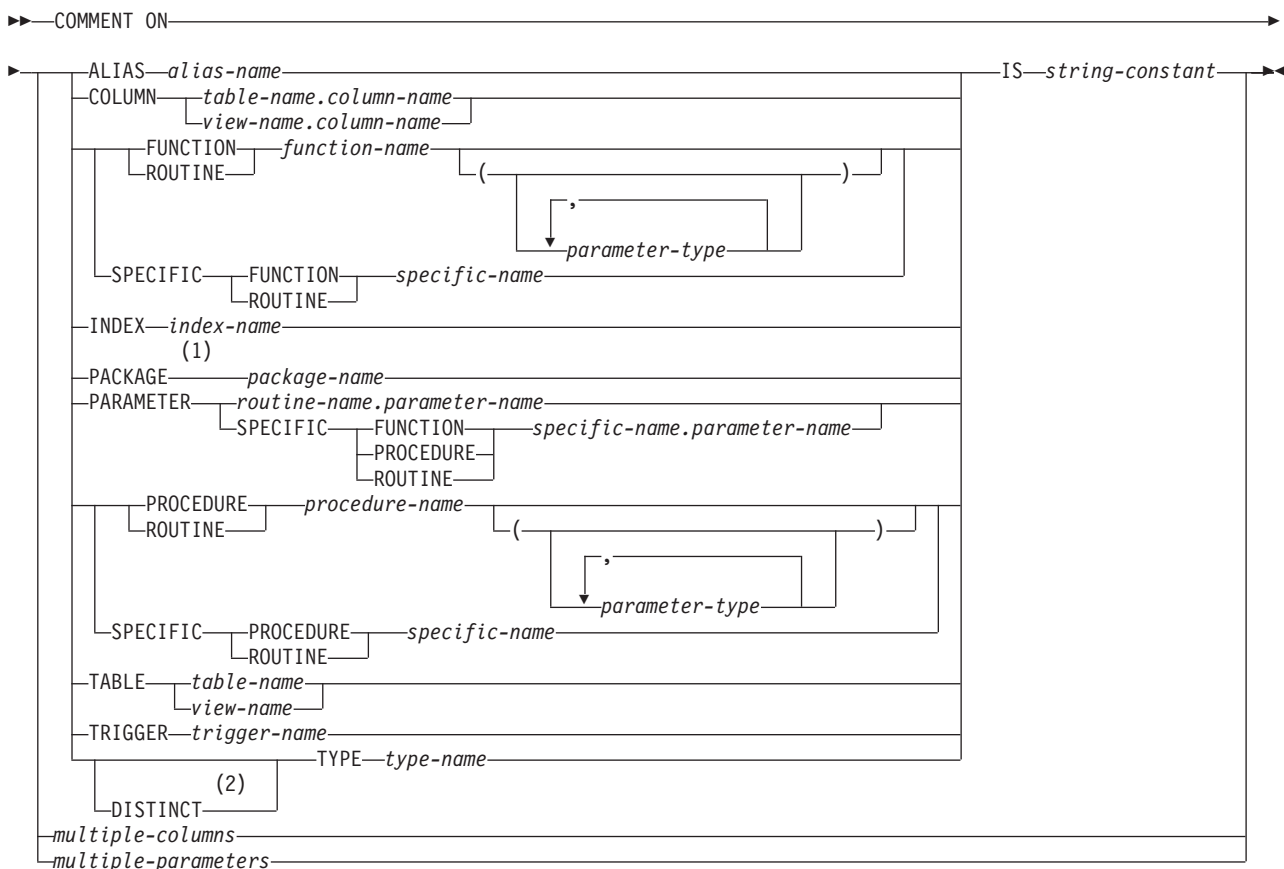 COMMENT ON
ALIAS alias-name IS string-constant
COLUMN table-name.column-name
view-name.column-name
FUNCTION function-name
ROUTINE ( )
,
parameter-type
SPECIFIC FUNCTION specific-name
ROUTINE
INDEX index-name
(1)
PACKAGE package-name
PARAMETER routine-name.parameter-name
SPECIFIC FUNCTION specific-name.parameter-name
PROCEDURE
ROUTINE
PROCEDURE procedure-name
ROUTINE ( )
,
parameter-type
SPECIFIC PROCEDURE specific-name
ROUTINE
TABLE table-name
view-name
TRIGGER trigger-name
TYPE type-name
(2)
DISTINCT
multiple-columns
multiple-parameters